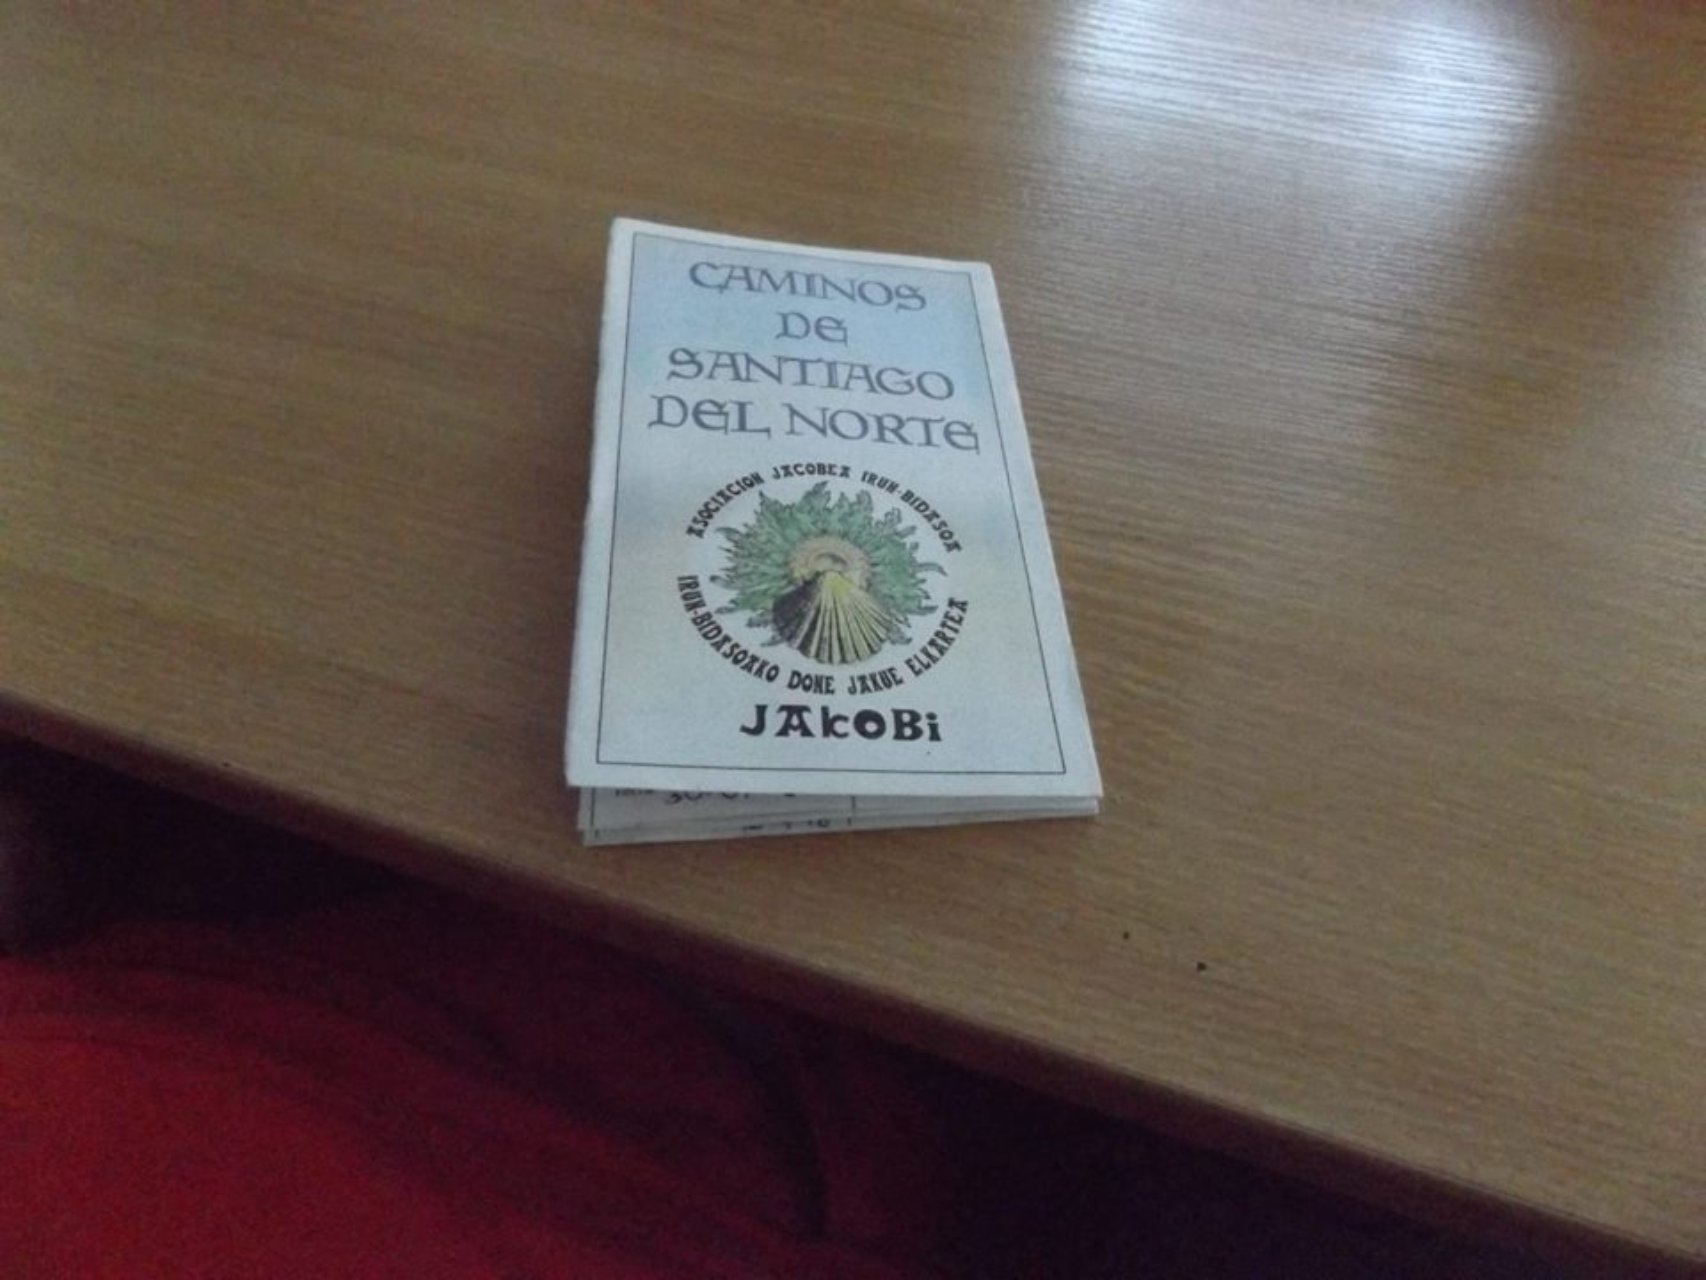 CAMINOS
DE
SANTIAGO
DEL NORTE
ASOCIACION JACOBEA IRUN-BIDASOA
IRUN-BIDASOAKO DONE JAKUE ELKARTEA
JAkOBi